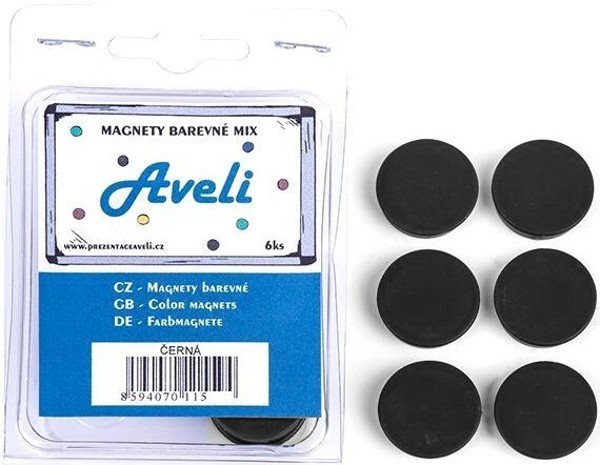 MAGNETY BAREVNÉ MIX
Aveli
www.prezentaceaveli.cz
6ks
CZ - Magnety barevné
GB - Color magnets
DE - Farbmagnete
ČERNÁ
8594070115